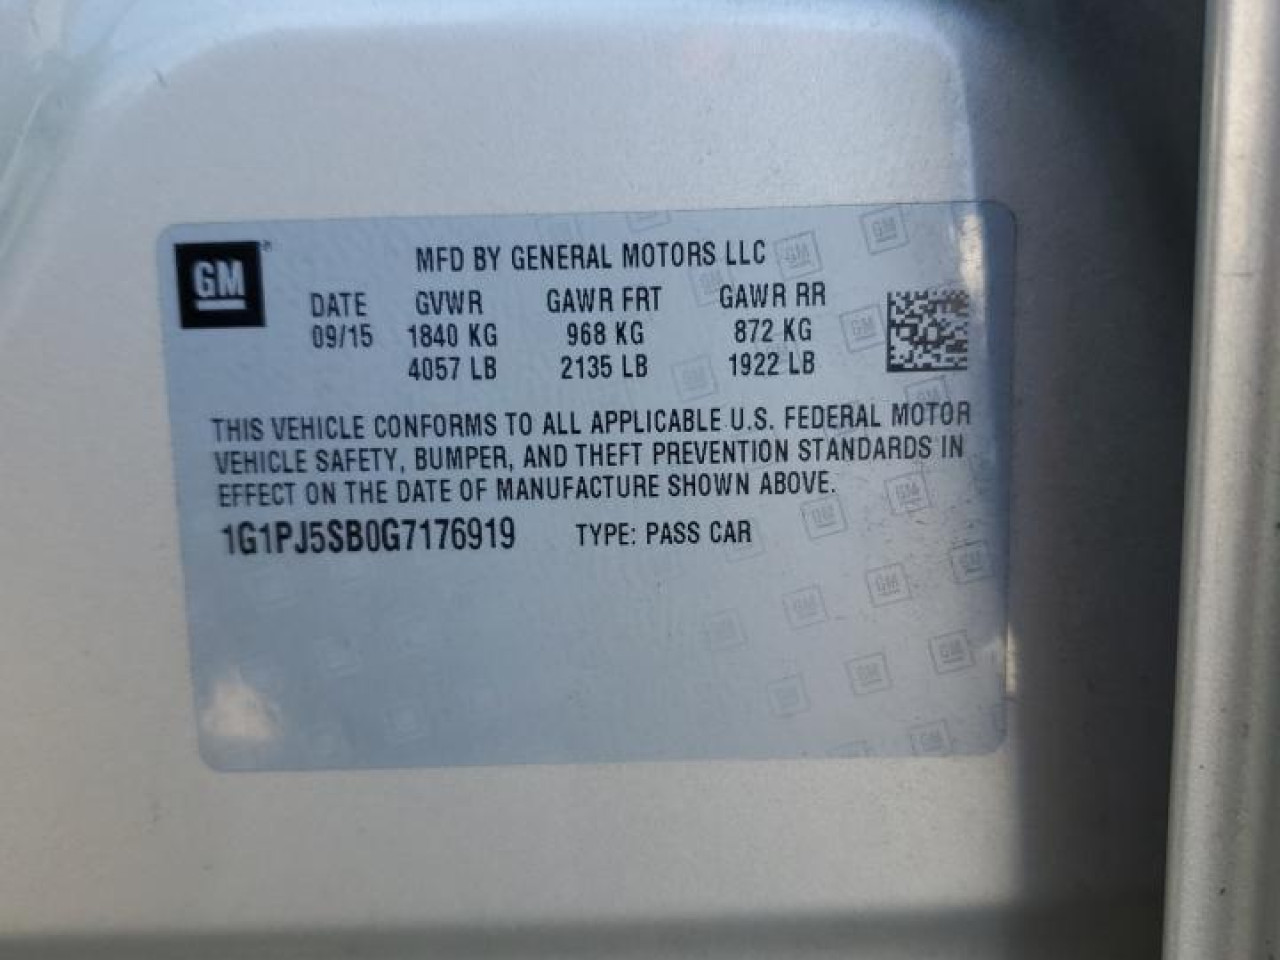 GM
MFD BY GENERAL MOTORS LLC
DATE GVWR GAWR FRT GAWR RR
09/15 1840 KG 968 KG 872 KG
4057 LB 2135 LB 1922 LB
THIS VEHICLE CONFORMS TO ALL APPLICABLE U.S. FEDERAL MOTOR
VEHICLE SAFETY, BUMPER, AND THEFT PREVENTION STANDARDS IN
EFFECT ON THE DATE OF MANUFACTURE SHOWN ABOVE.
1G1PJ5SB0G7176919 TYPE: PASS CAR